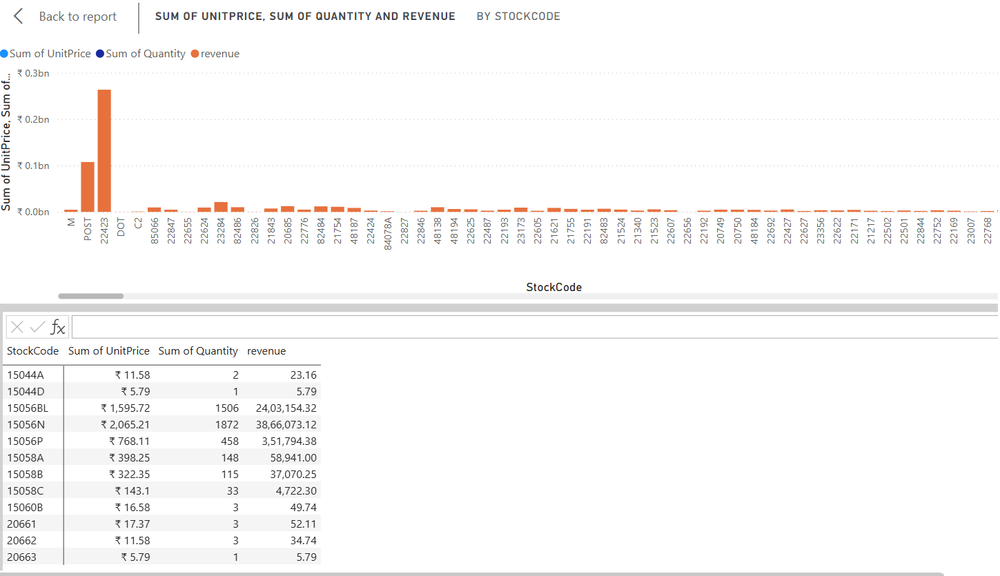 Back to report SUM OF UNITPRICE, SUM OF QUANTITY AND REVENUE BY STOCKCODE
Sum of UnitPrice Sum of Quantity revenue
Sum of UnitPrice, Sum of...
₹ 0.3bn
₹ 0.2bn
₹ 0.1bn
₹ 0.0bn
M POST 22423 DOT C2 85066 22847 22655 22624 23284 82486 22826 21843 20685 22776 82484 21754 48187 22424 84078A 22827 22846 48138 48194 22625 22487 22193 23173 22605 21621 21755 22191 82483 21524 21340 21523 22607 22656 22192 20749 20750 48184 22692 22427 22627 23356 22622 22171 21217 22502 22501 22844 22752 22169 23007 22768
StockCode
fx
StockCode Sum of UnitPrice Sum of Quantity revenue
15044A ₹ 11.58 2 23.16
15044D ₹ 5.79 1 5.79
15056BL ₹ 1,595.72 1506 24,03,154.32
15056N ₹ 2,065.21 1872 38,66,073.12
15056P ₹ 768.11 458 3,51,794.38
15058A ₹ 398.25 148 58,941.00
15058B ₹ 322.35 115 37,070.25
15058C ₹ 143.1 33 4,722.30
15060B ₹ 16.58 3 49.74
20661 ₹ 17.37 3 52.11
20662 ₹ 11.58 3 34.74
20663 ₹ 5.79 1 5.79